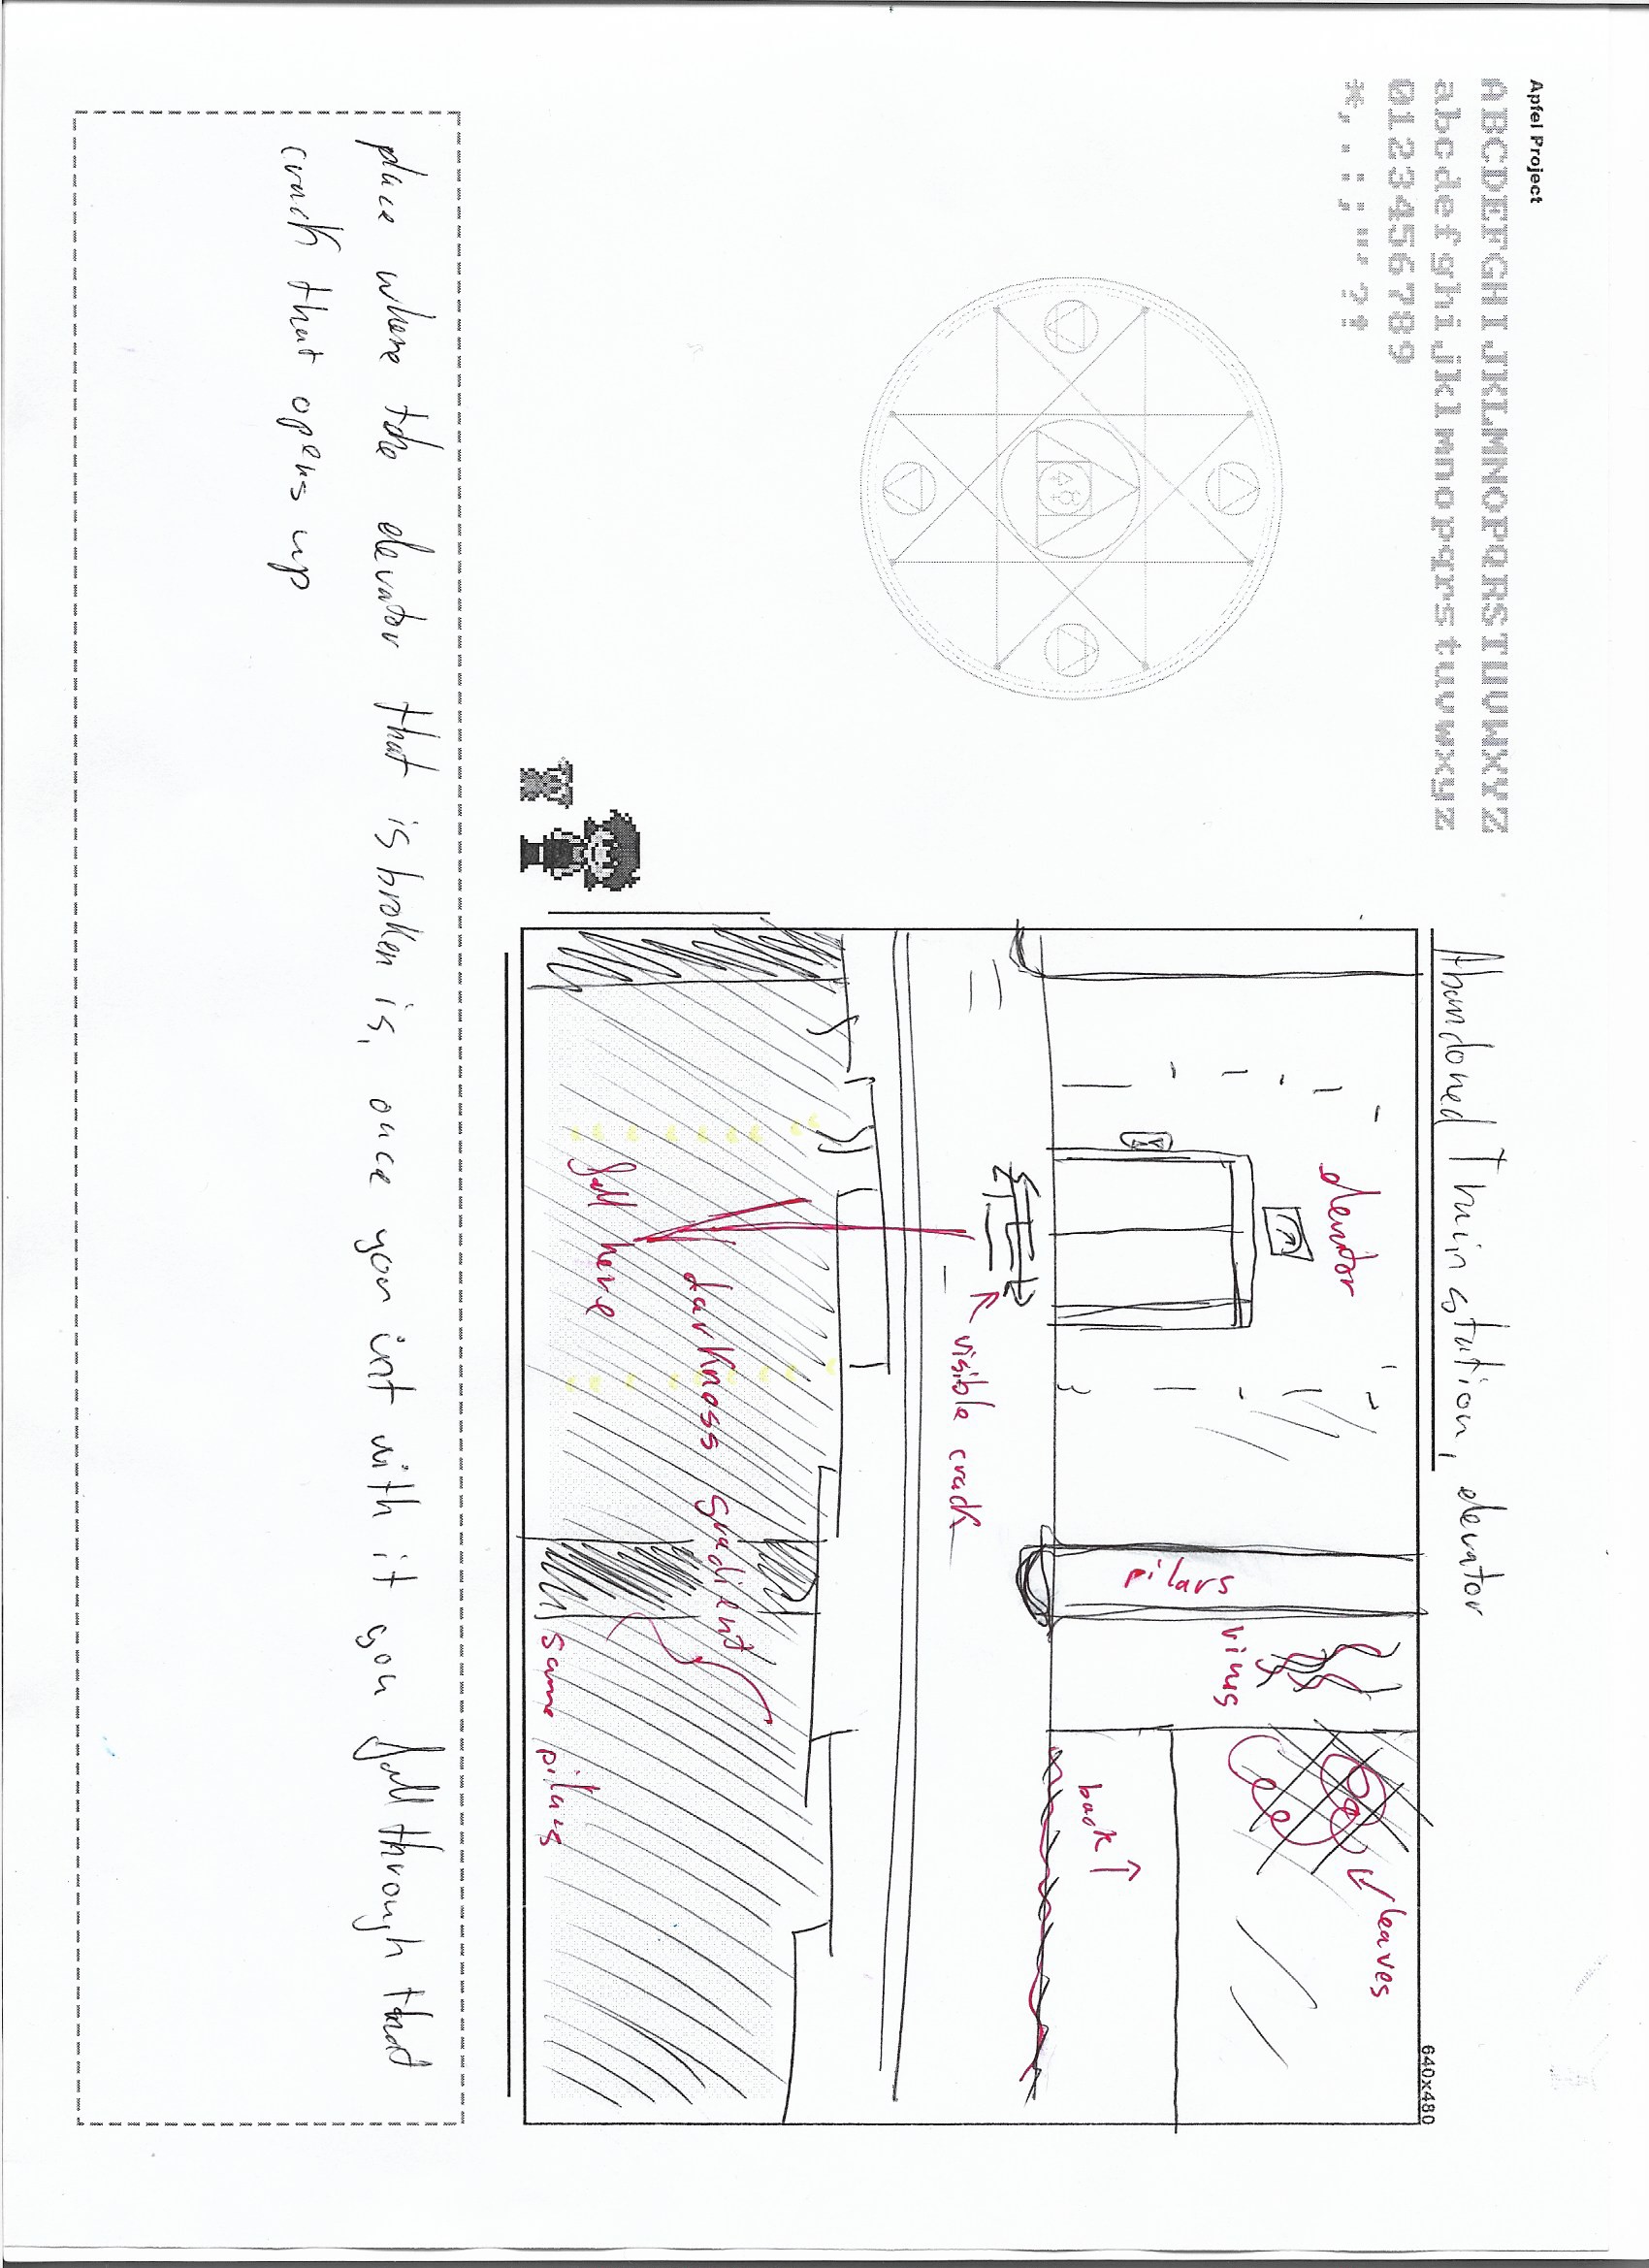 Apfel Project
ABCDEFGHIJKLMNOPQRSTUVWXYZ
abcdefghijklmnopqrstuvwxyz
0123456789
*,.:;""'?!
Abandoned Train station, elevator
640x480
leaves
elevator
vines
pilars
back ↑
visible crack
darkness gradient
fall here
same pilars
place where the elevator that is broken is, once you int with it you fall through that
crack that opens up